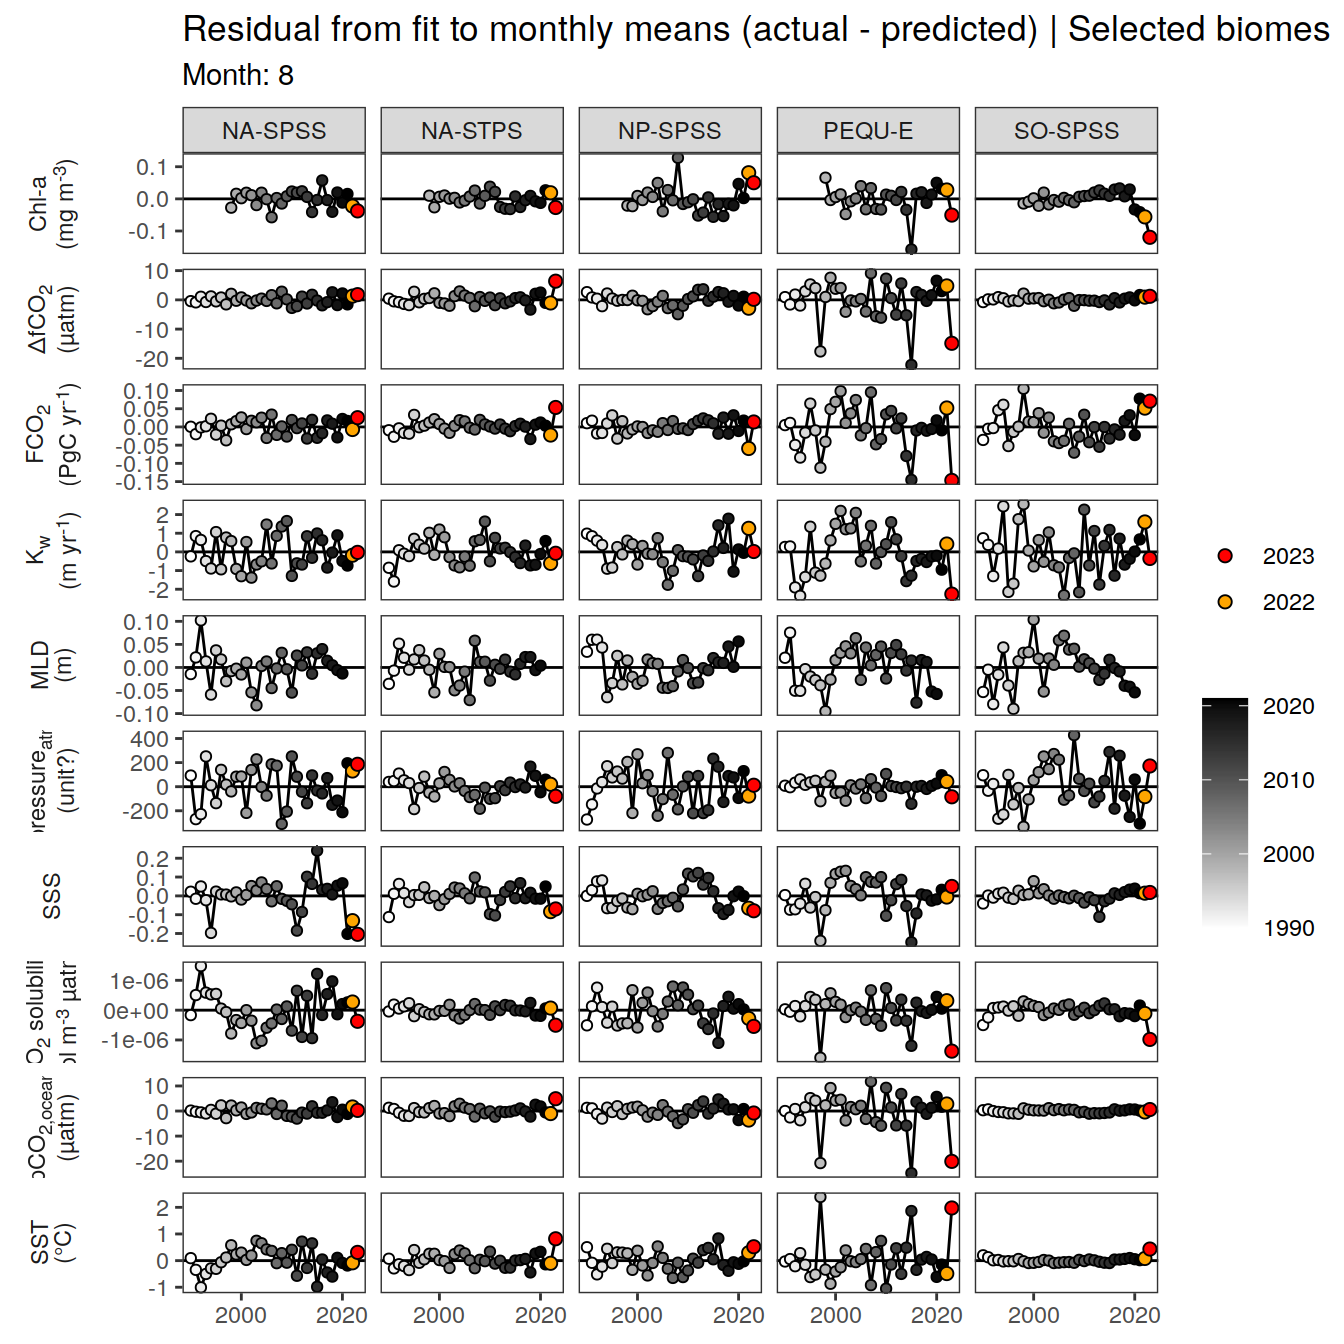 Residual from fit to monthly means (actual - predicted) | Selected biomes
Month: 8
NA-SPSS NA-STPS NP-SPSS PEQU-E SO-SPSS
Chl-a
(mg m⁻³)
0.1
0.0
-0.1
ΔfCO₂
(µatm)
10
0
-10
-20
FCO₂
(PgC yr⁻¹)
0.10
0.05
0.00
-0.05
-0.10
-0.15
K_w
(m yr⁻¹)
2
1
0
-1
-2
MLD
(m)
0.10
0.05
0.00
-0.05
-0.10
ressure_atm
(unit?)
400
200
0
-200
SSS
0.2
0.1
0.0
-0.1
-0.2
O₂ solubili
ol m⁻³ µatr
1e-06
0e+00
-1e-06
pCO₂,ocear
(µatm)
10
0
-10
-20
SST
(°C)
2
1
0
-1
2000 2020 2000 2020 2000 2020 2000 2020 2000 2020
2023
2022
2020
2010
2000
1990